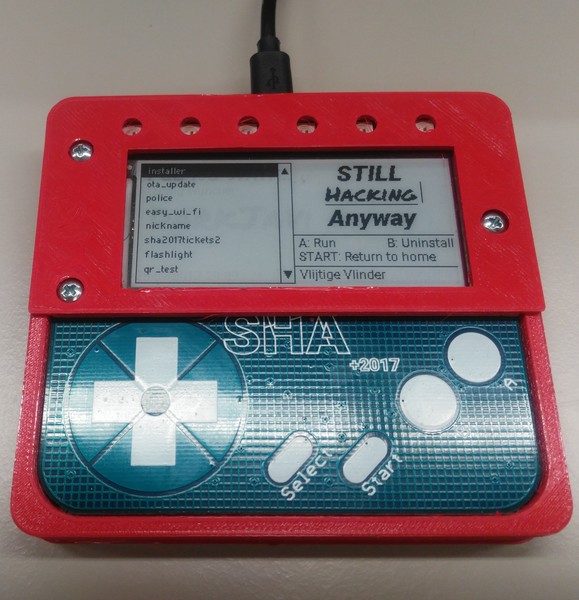 installer
ota_update
police
easy_wi_fi
nickname
sha2017tickets2
flashlight
qr_test
STILL
HACKING
Anyway
A: Run B: Uninstall
START: Return to home
Vlijtige Vlinder
SHA
+2017
A
Select
Start